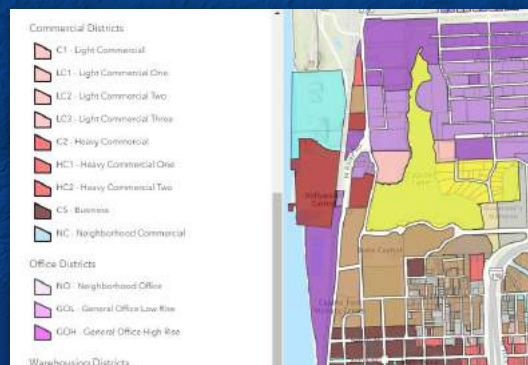 Commercial Districts
C1 - Light Commercial
LC1 - Light Commercial One
LC2 - Light Commercial Two
LC3 - Light Commercial Three
C2 - Heavy Commercial
HC1 - Heavy Commercial One
HC2 - Heavy Commercial Two
CS - Business
NC - Neighborhood Commercial
Office Districts
NO - Neighborhood Office
GOL - General Office Low Rise
GOH - General Office High Rise
Warehousing Districts
State Capitol